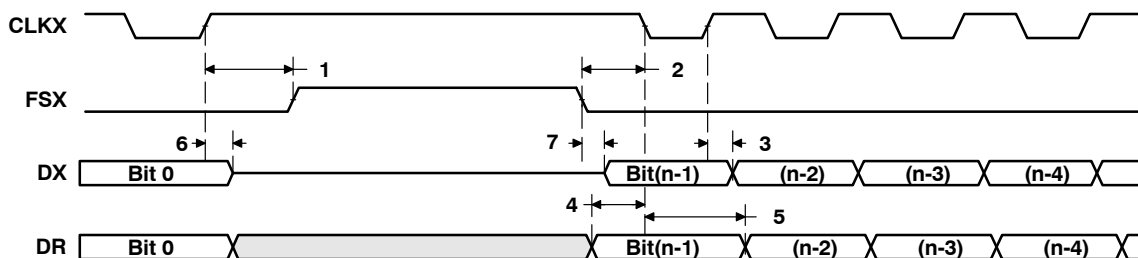 CLKX
1 2
FSX
6 7 3
DX Bit 0 Bit(n-1) (n-2) (n-3) (n-4)
4 5
DR Bit 0 Bit(n-1) (n-2) (n-3) (n-4)